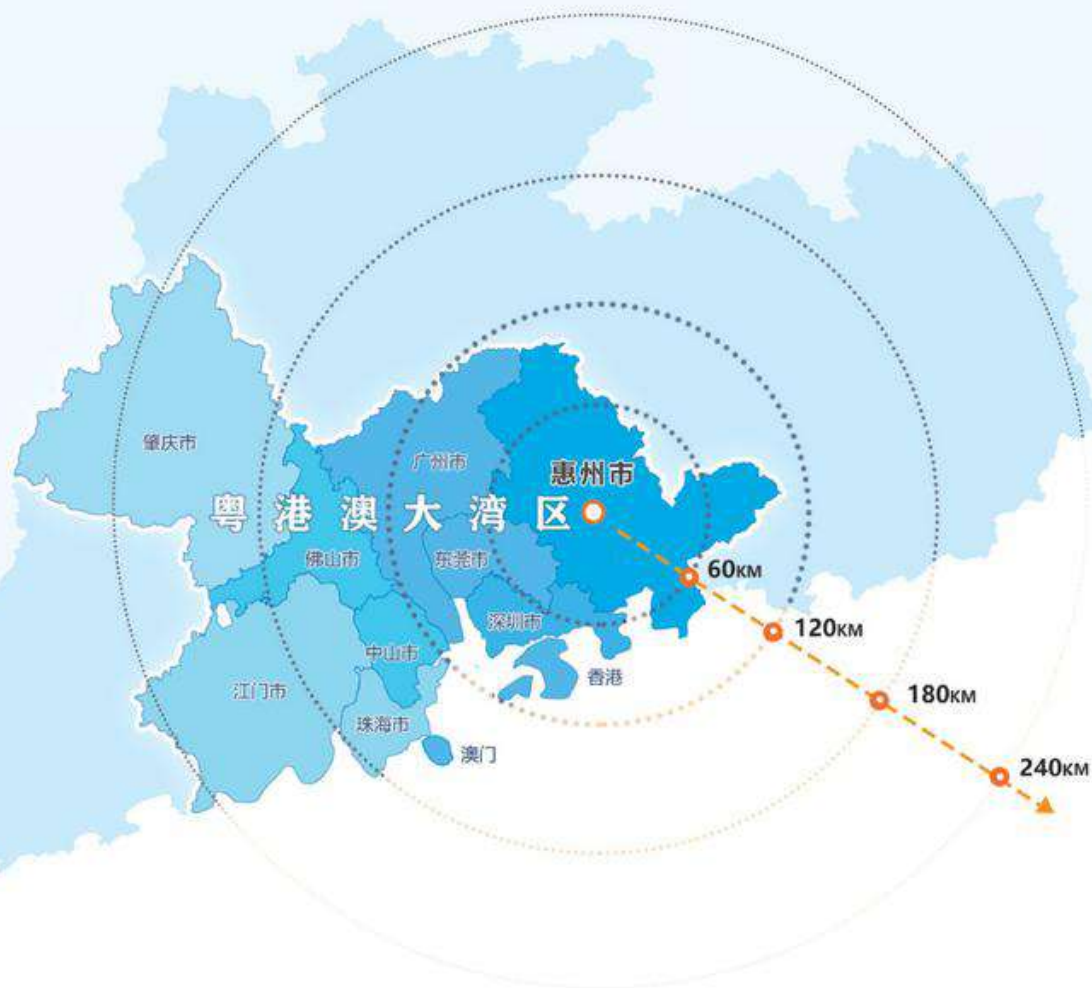 肇庆市
广州市
惠州市
粤港澳大湾区
佛山市
东莞市
60KM
深圳市
120KM
中山市
香港
江门市
180KM
珠海市
澳门
240KM